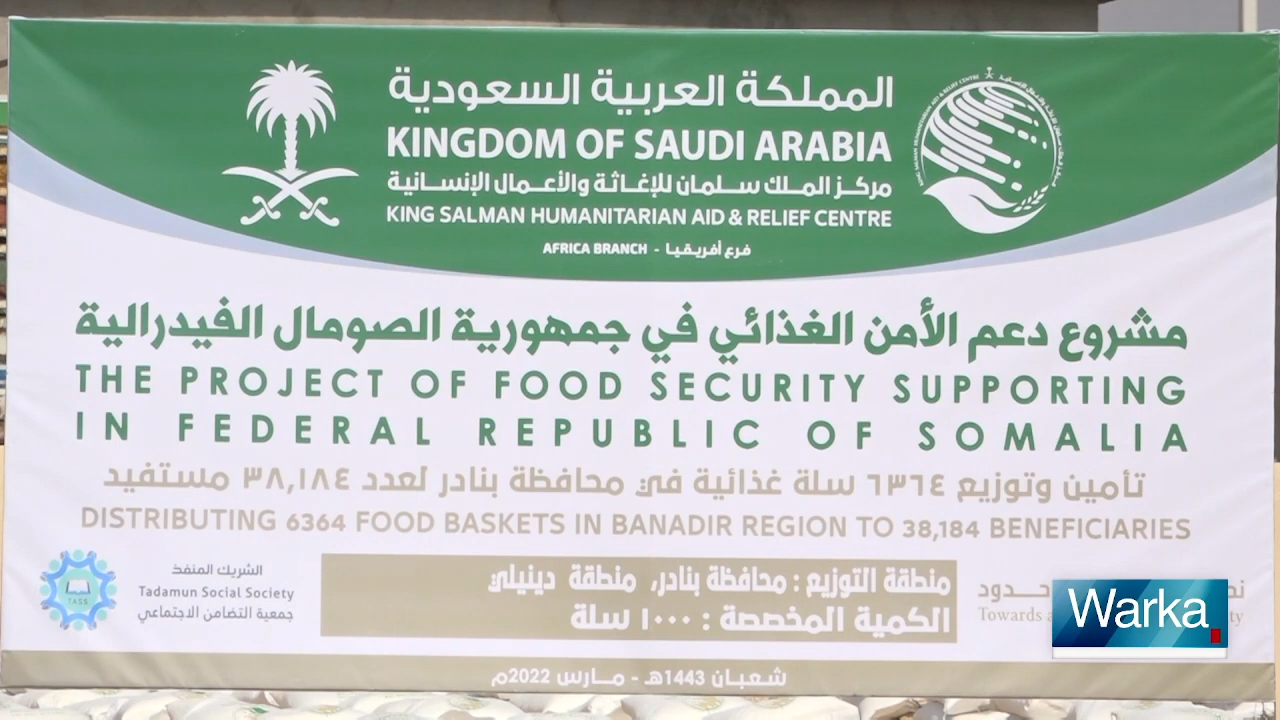 المملكة العربية السعودية
KINGDOM OF SAUDI ARABIA
مركز الملك سلمان للإغاثة والأعمال الإنسانية
KING SALMAN HUMANITARIAN AID & RELIEF CENTRE
فرع أفريقيا - AFRICA BRANCH
مشروع دعم الأمن الغذائي في جمهورية الصومال الفيدرالية
THE PROJECT OF FOOD SECURITY SUPPORTING
IN FEDERAL REPUBLIC OF SOMALIA
تأمين وتوزيع ٦٣٦٤ سلة غذائية في محافظة بنادر لعدد ٣٨,١٨٤ مستفيد
DISTRIBUTING 6364 FOOD BASKETS IN BANADIR REGION TO 38,184 BENEFICIARIES
منطقة التوزيع : محافظة بنادر، منطقة دينيلي
الكمية المخصصة : ١٠٠٠ سلة
الشريك المنفذ
Tadamun Social Society
جمعية التضامن الاجتماعي
TASS
حدود
Towards
Warka
شعبان 1443هـ - مارس 2022م